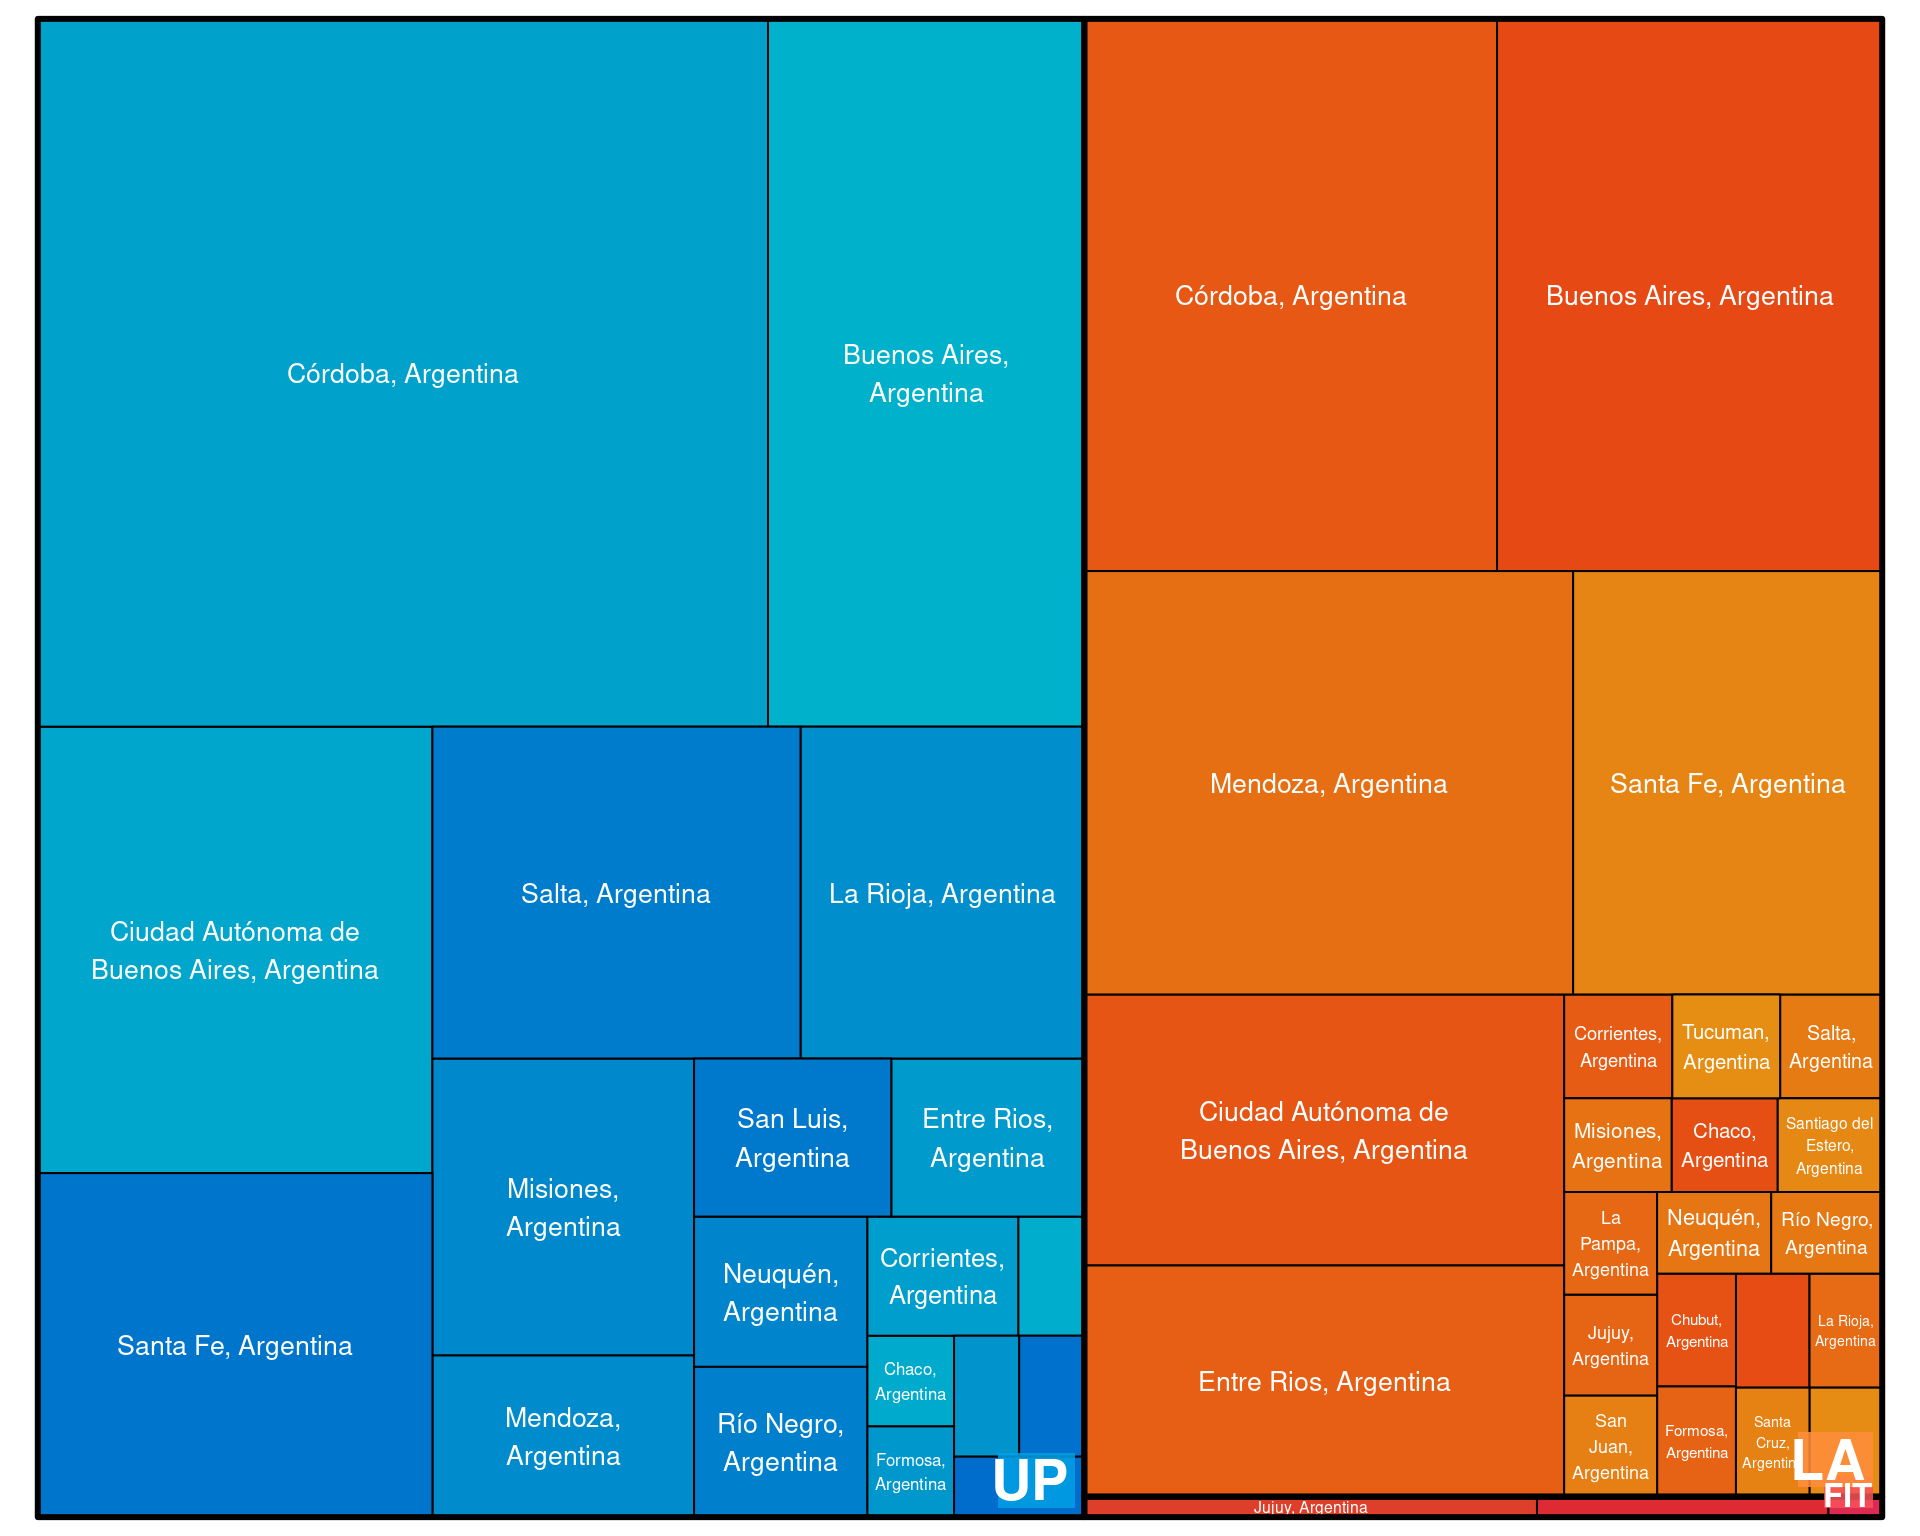 Córdoba, Argentina
Buenos Aires,
Argentina
Ciudad Autónoma de
Buenos Aires, Argentina
Salta, Argentina
La Rioja, Argentina
Santa Fe, Argentina
Misiones,
Argentina
Mendoza,
Argentina
San Luis,
Argentina
Entre Rios,
Argentina
Neuquén,
Argentina
Río Negro,
Argentina
Corrientes,
Argentina
Chaco,
Argentina
Formosa,
Argentina
UP
Córdoba, Argentina
Buenos Aires, Argentina
Mendoza, Argentina
Santa Fe, Argentina
Ciudad Autónoma de
Buenos Aires, Argentina
Entre Rios, Argentina
Corrientes,
Argentina
Tucuman,
Argentina
Salta,
Argentina
Misiones,
Argentina
Chaco,
Argentina
Santiago del
Estero,
Argentina
La
Pampa,
Argentina
Neuquén,
Argentina
Río Negro,
Argentina
Jujuy,
Argentina
Chubut,
Argentina
La Rioja,
Argentina
San
Juan,
Argentina
Formosa,
Argentina
Santa
Cruz,
Argentina
LA
FIT
Jujuy, Argentina